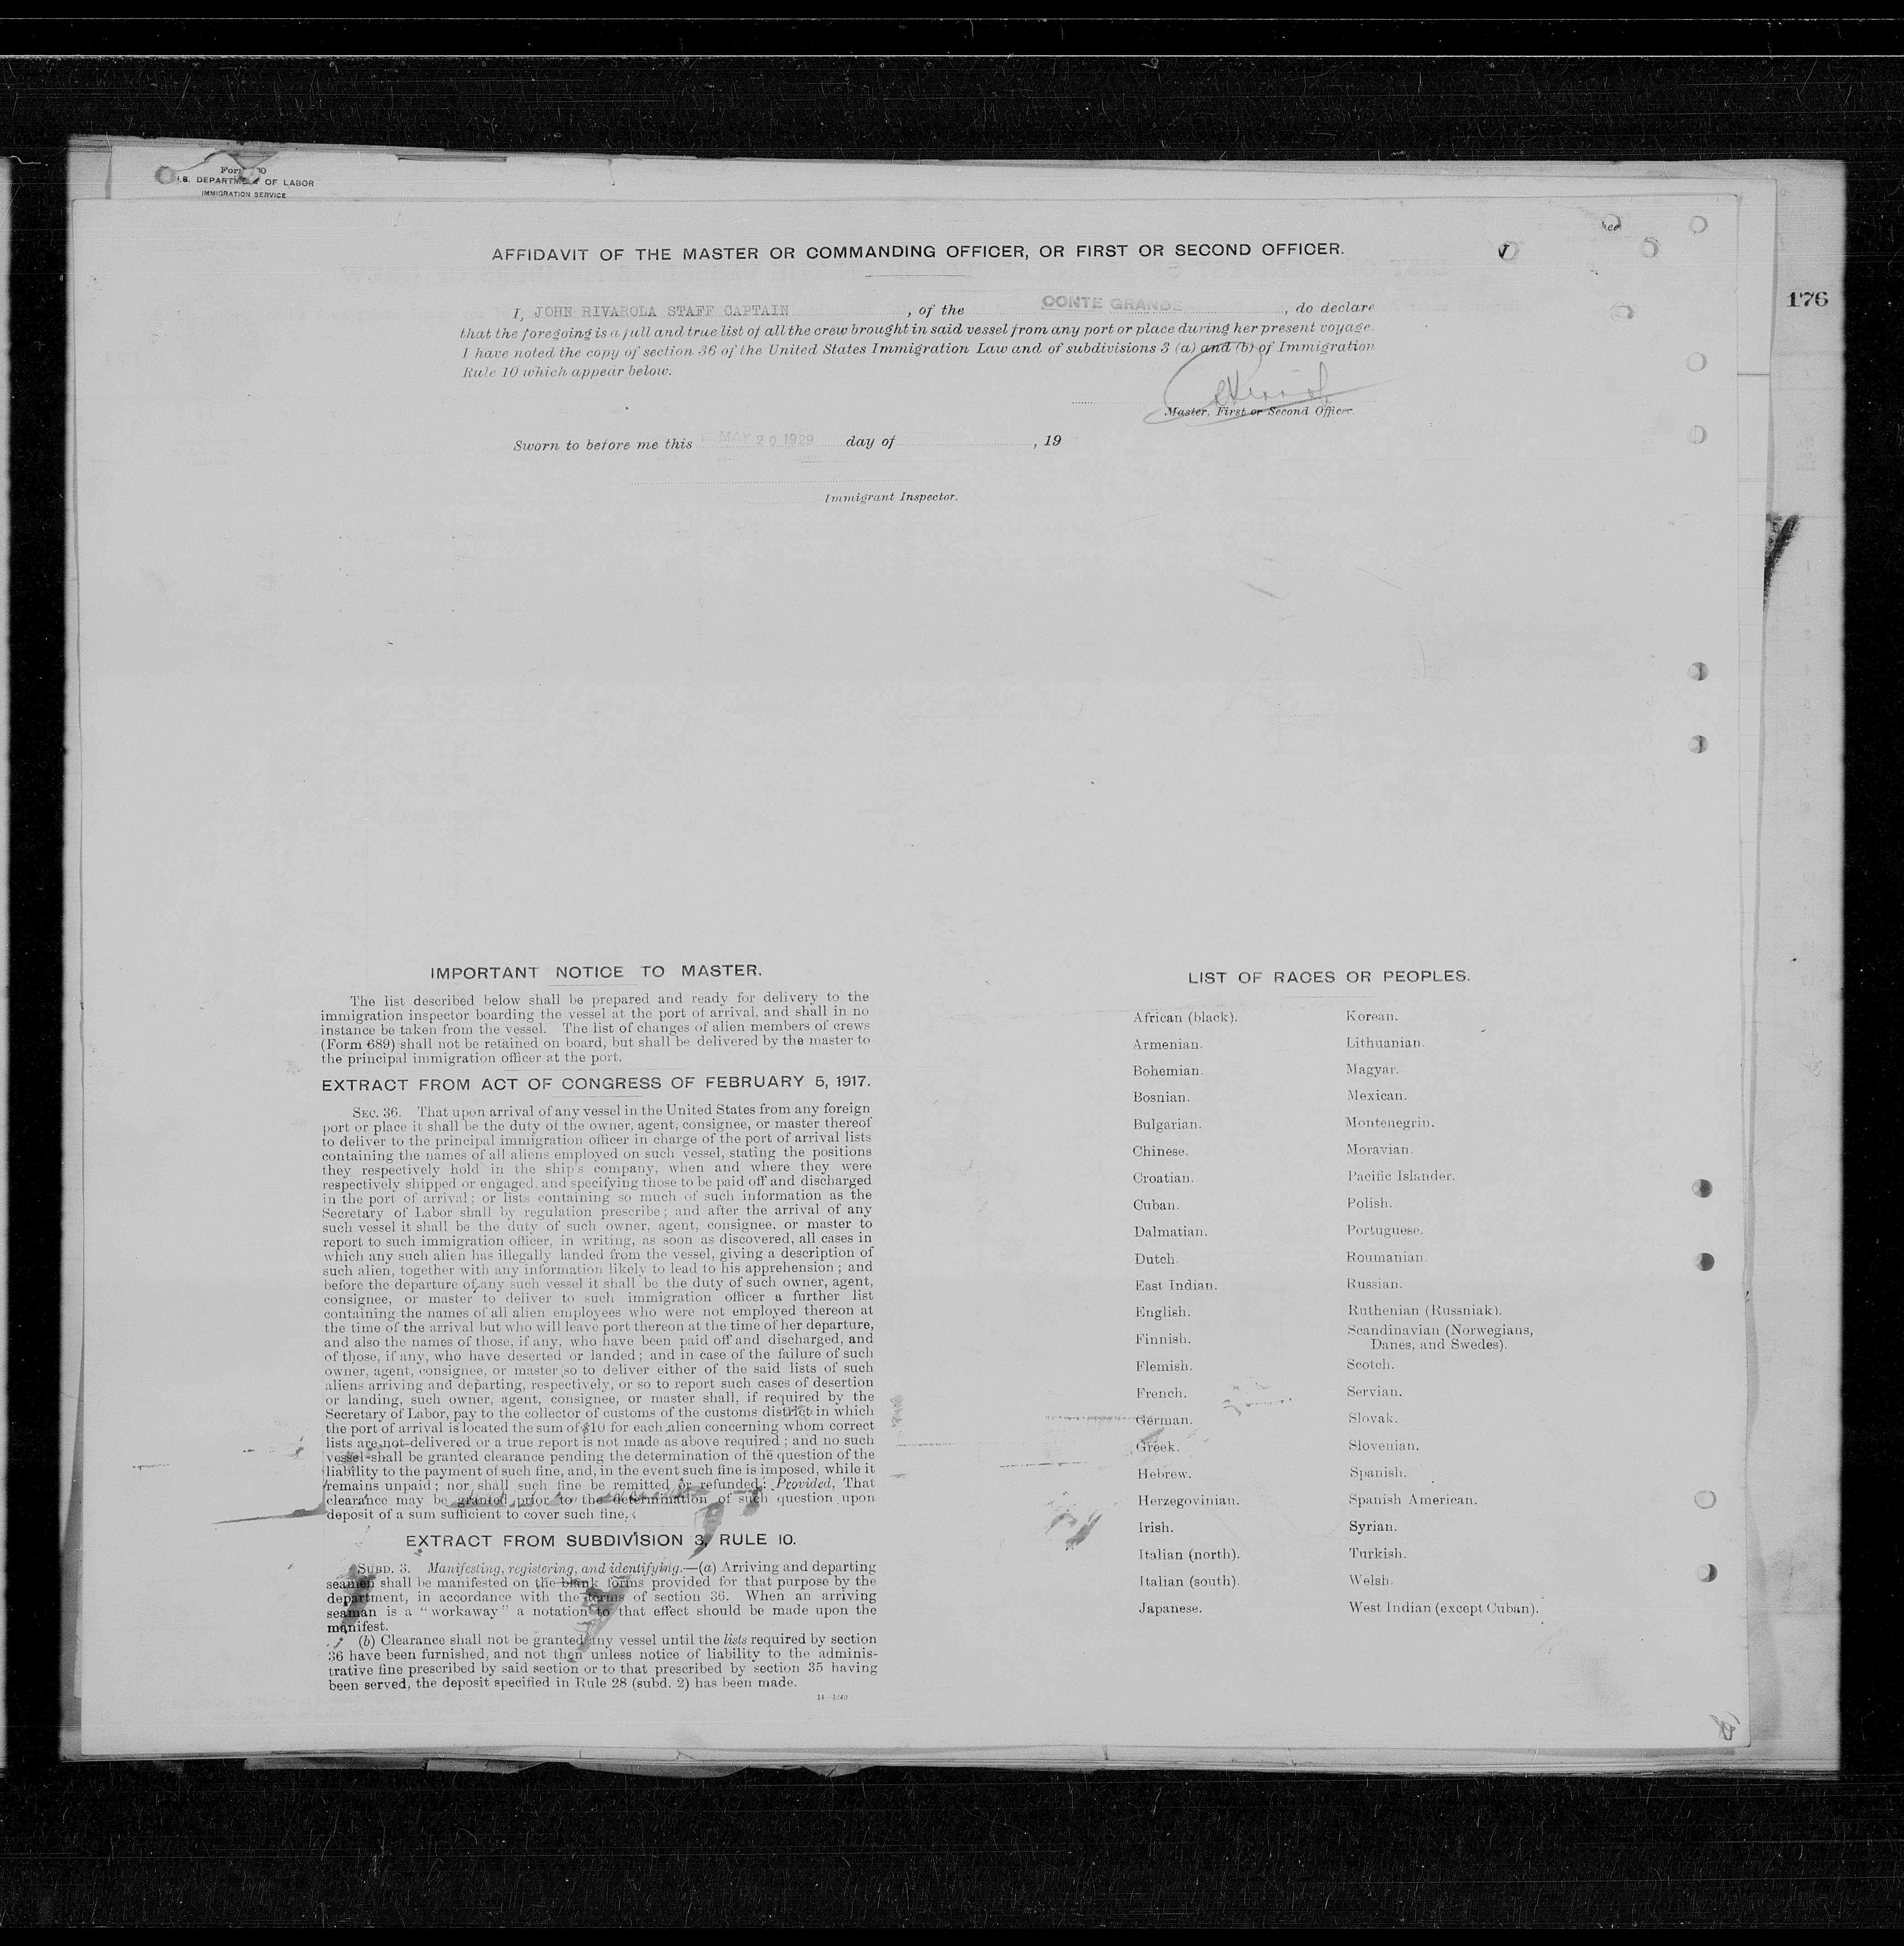 U.S. DEPARTMENT OF LABOR
IMMIGRATION SERVICE
AFFIDAVIT OF THE MASTER OR COMMANDING OFFICER, OR FIRST OR SECOND OFFICER.
176
I, JOHN RIVAROLA STAFF CAPTAIN , of the CONTE GRANDE , do declare
that the foregoing is a full and true list of all the crew brought in said vessel from any port or place during her present voyage.
I have noted the copy of section 36 of the United States Immigration Law and of subdivisions 3 (a) and (b) of Immigration
Rule 10 which appear below.
Master, First or Second Officer.
Sworn to before me this MAY 20 1929 day of , 19
Immigrant Inspector.
IMPORTANT NOTICE TO MASTER.
The list described below shall be prepared and ready for delivery to the
immigration inspector boarding the vessel at the port of arrival, and shall in no
instance be taken from the vessel. The list of changes of alien members of crews
(Form 689) shall not be retained on board, but shall be delivered by the master to
the principal immigration officer at the port.
EXTRACT FROM ACT OF CONGRESS OF FEBRUARY 5, 1917.
SEC. 36. That upon arrival of any vessel in the United States from any foreign
port or place it shall be the duty of the owner, agent, consignee, or master thereof
to deliver to the principal immigration officer in charge of the port of arrival lists
containing the names of all aliens employed on such vessel, stating the positions
they respectively hold in the ship's company, when and where they were
respectively shipped or engaged, and specifying those to be paid off and discharged
in the port of arrival; or lists containing so much of such information as the
Secretary of Labor shall by regulation prescribe; and after the arrival of any
such vessel it shall be the duty of such owner, agent, consignee, or master to
report to such immigration officer, in writing, as soon as discovered, all cases in
which any such alien has illegally landed from the vessel, giving a description of
such alien, together with any information likely to lead to his apprehension; and
before the departure of any such vessel it shall be the duty of such owner, agent,
consignee, or master to deliver to such immigration officer a further list
containing the names of all alien employees who were not employed thereon at
the time of the arrival but who will leave port thereon at the time of her departure,
and also the names of those, if any, who have been paid off and discharged, and
of those, if any, who have deserted or landed; and in case of the failure of such
owner, agent, consignee, or master so to deliver either of the said lists of such
aliens arriving and departing, respectively, or so to report such cases of desertion
or landing, such owner, agent, consignee, or master shall, if required by the
Secretary of Labor, pay to the collector of customs of the customs district in which
the port of arrival is located the sum of $10 for each alien concerning whom correct
lists are not delivered or a true report is not made as above required; and no such
vessel shall be granted clearance pending the determination of the question of the
liability to the payment of such fine, and, in the event such fine is imposed, while it
remains unpaid; nor shall such fine be remitted or refunded: Provided, That
clearance may be granted prior to the determination of such question upon
deposit of a sum sufficient to cover such fine.
EXTRACT FROM SUBDIVISION 3, RULE 10.
SUBD. 3. Manifesting, registering, and identifying.—(a) Arriving and departing
seamen shall be manifested on the blank forms provided for that purpose by the
department, in accordance with the terms of section 36. When an arriving
seaman is a "workaway" a notation to that effect should be made upon the
manifest.
(b) Clearance shall not be granted any vessel until the lists required by section
36 have been furnished, and not then unless notice of liability to the adminis-
trative fine prescribed by said section or to that prescribed by section 35 having
been served, the deposit specified in Rule 28 (subd. 2) has been made.
14—1240
LIST OF RACES OR PEOPLES.
African (black).
Armenian.
Bohemian.
Bosnian.
Bulgarian.
Chinese.
Croatian.
Cuban.
Dalmatian.
Dutch.
East Indian.
English.
Finnish.
Flemish.
French.
German.
Greek.
Hebrew.
Herzegovinian.
Irish.
Italian (north).
Italian (south).
Japanese.
Korean.
Lithuanian.
Magyar.
Mexican.
Montenegrin.
Moravian.
Pacific Islander.
Polish.
Portuguese.
Roumanian.
Russian.
Ruthenian (Russniak).
Scandinavian (Norwegians,
Danes, and Swedes).
Scotch.
Servian.
Slovak.
Slovenian.
Spanish.
Spanish American.
Syrian.
Turkish.
Welsh.
West Indian (except Cuban).